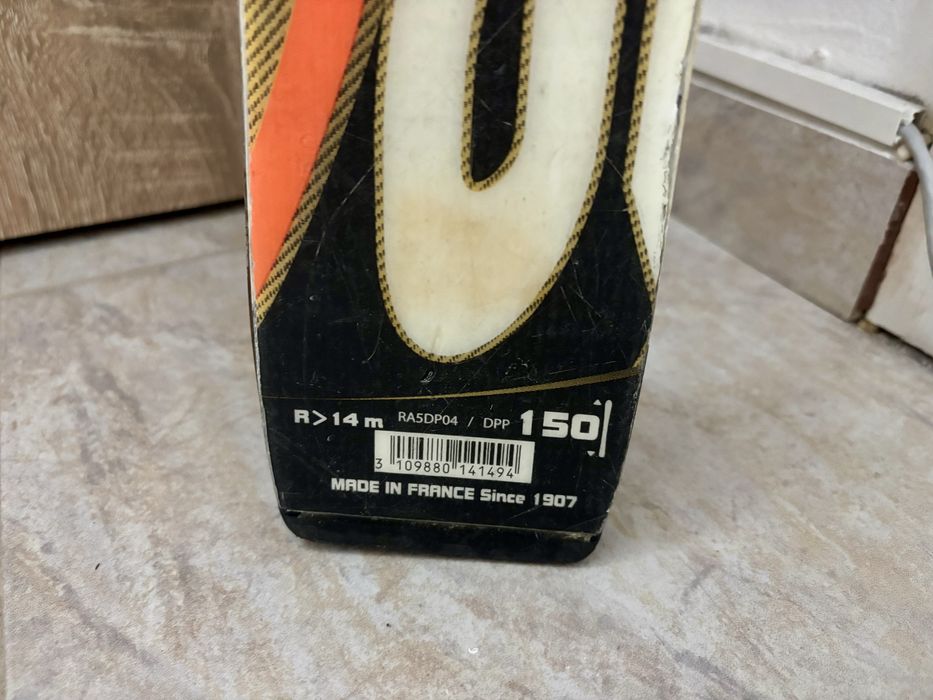 R>14 m RA5DP04 / DPP 150
3 109880 141494
MADE IN FRANCE Since 1907